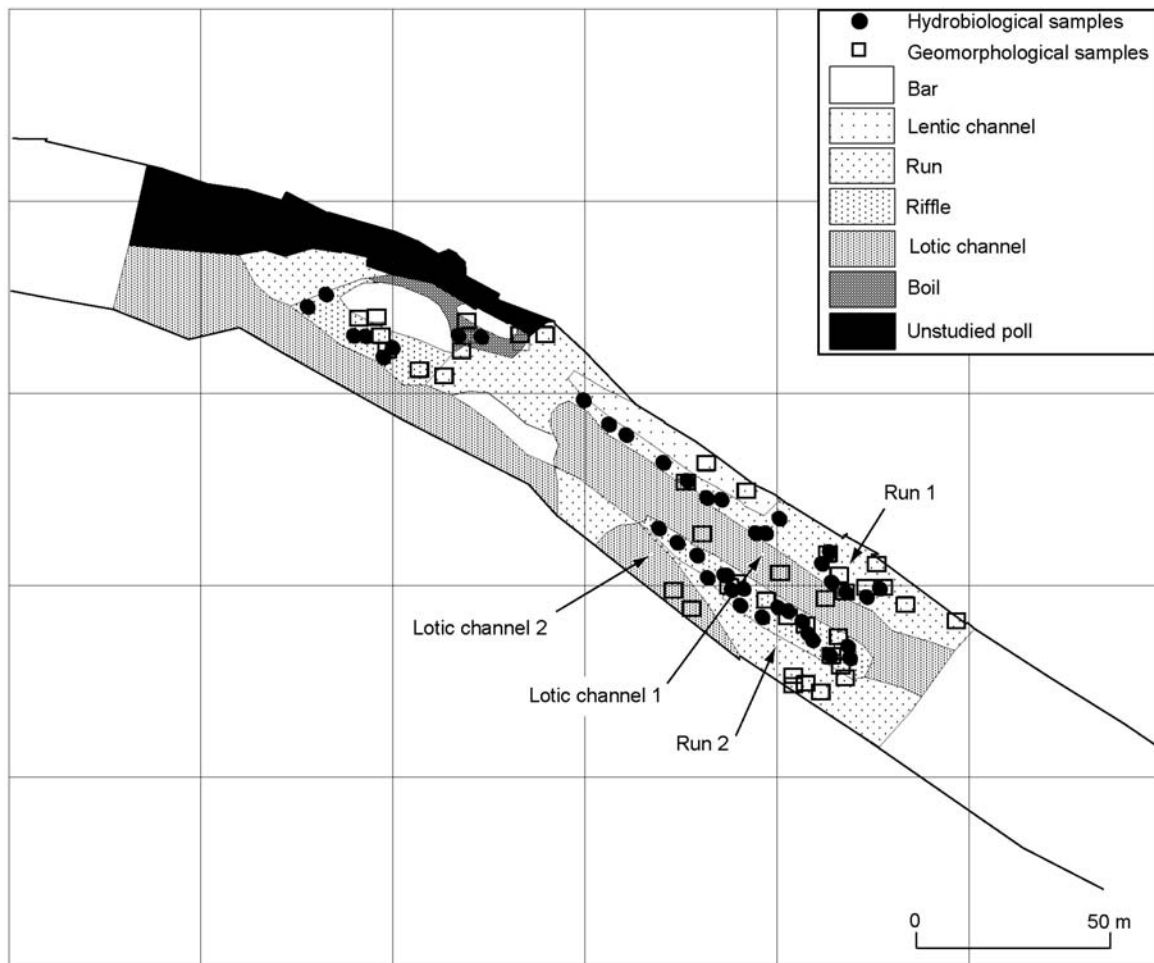 Hydrobiological samples
Geomorphological samples
Bar
Lentic channel
Run
Riffle
Lotic channel
Boil
Unstudied poll
Run 1
Lotic channel 2
Lotic channel 1
Run 2
0 50 m